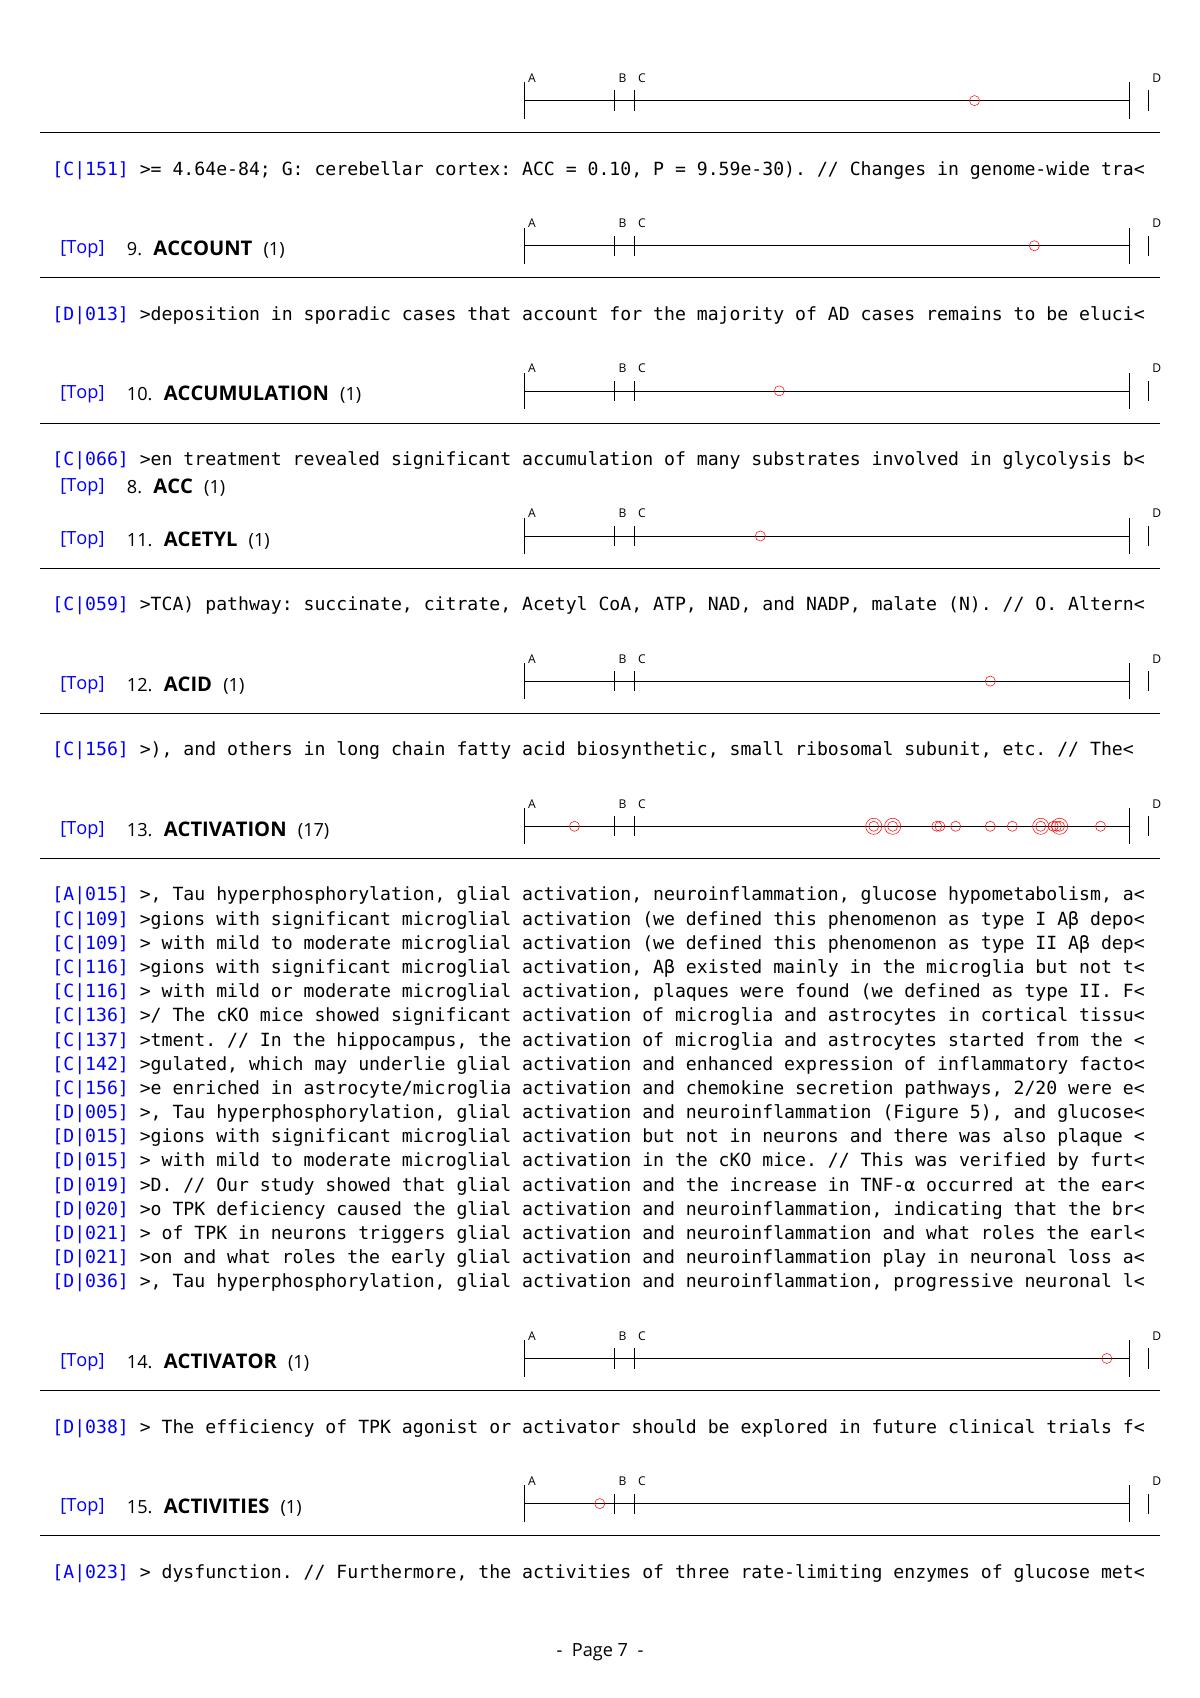 A B C D
[C|151] >= 4.64e-84; G: cerebellar cortex: ACC = 0.10, P = 9.59e-30). // Changes in genome-wide tra<
A B C D
[Top] 9. ACCOUNT (1)
[D|013] >deposition in sporadic cases that account for the majority of AD cases remains to be eluci<
A B C D
[Top] 10. ACCUMULATION (1)
[C|066] >en treatment revealed significant accumulation of many substrates involved in glycolysis b<
[Top] 8. ACC (1)
A B C D
[Top] 11. ACETYL (1)
[C|059] >TCA) pathway: succinate, citrate, Acetyl CoA, ATP, NAD, and NADP, malate (N). // O. Altern<
A B C D
[Top] 12. ACID (1)
[C|156] >), and others in long chain fatty acid biosynthetic, small ribosomal subunit, etc. // The<
A B C D
[Top] 13. ACTIVATION (17)
[A|015] >, Tau hyperphosphorylation, glial activation, neuroinflammation, glucose hypometabolism, a<
[C|109] >gions with significant microglial activation (we defined this phenomenon as type I Aβ depo<
[C|109] > with mild to moderate microglial activation (we defined this phenomenon as type II Aβ dep<
[C|116] >gions with significant microglial activation, Aβ existed mainly in the microglia but not t<
[C|116] > with mild or moderate microglial activation, plaques were found (we defined as type II. F<
[C|136] >/ The cKO mice showed significant activation of microglia and astrocytes in cortical tissu<
[C|137] >tment. // In the hippocampus, the activation of microglia and astrocytes started from the <
[C|142] >gulated, which may underlie glial activation and enhanced expression of inflammatory facto<
[C|156] >e enriched in astrocyte/microglia activation and chemokine secretion pathways, 2/20 were e<
[D|005] >, Tau hyperphosphorylation, glial activation and neuroinflammation (Figure 5), and glucose<
[D|015] >gions with significant microglial activation but not in neurons and there was also plaque <
[D|015] > with mild to moderate microglial activation in the cKO mice. // This was verified by furt<
[D|019] >D. // Our study showed that glial activation and the increase in TNF-α occurred at the ear<
[D|020] >o TPK deficiency caused the glial activation and neuroinflammation, indicating that the br<
[D|021] > of TPK in neurons triggers glial activation and neuroinflammation and what roles the earl<
[D|021] >on and what roles the early glial activation and neuroinflammation play in neuronal loss a<
[D|036] >, Tau hyperphosphorylation, glial activation and neuroinflammation, progressive neuronal l<
A B C D
[Top] 14. ACTIVATOR (1)
[D|038] > The efficiency of TPK agonist or activator should be explored in future clinical trials f<
A B C D
[Top] 15. ACTIVITIES (1)
[A|023] > dysfunction. // Furthermore, the activities of three rate-limiting enzymes of glucose met<
- Page 7 -